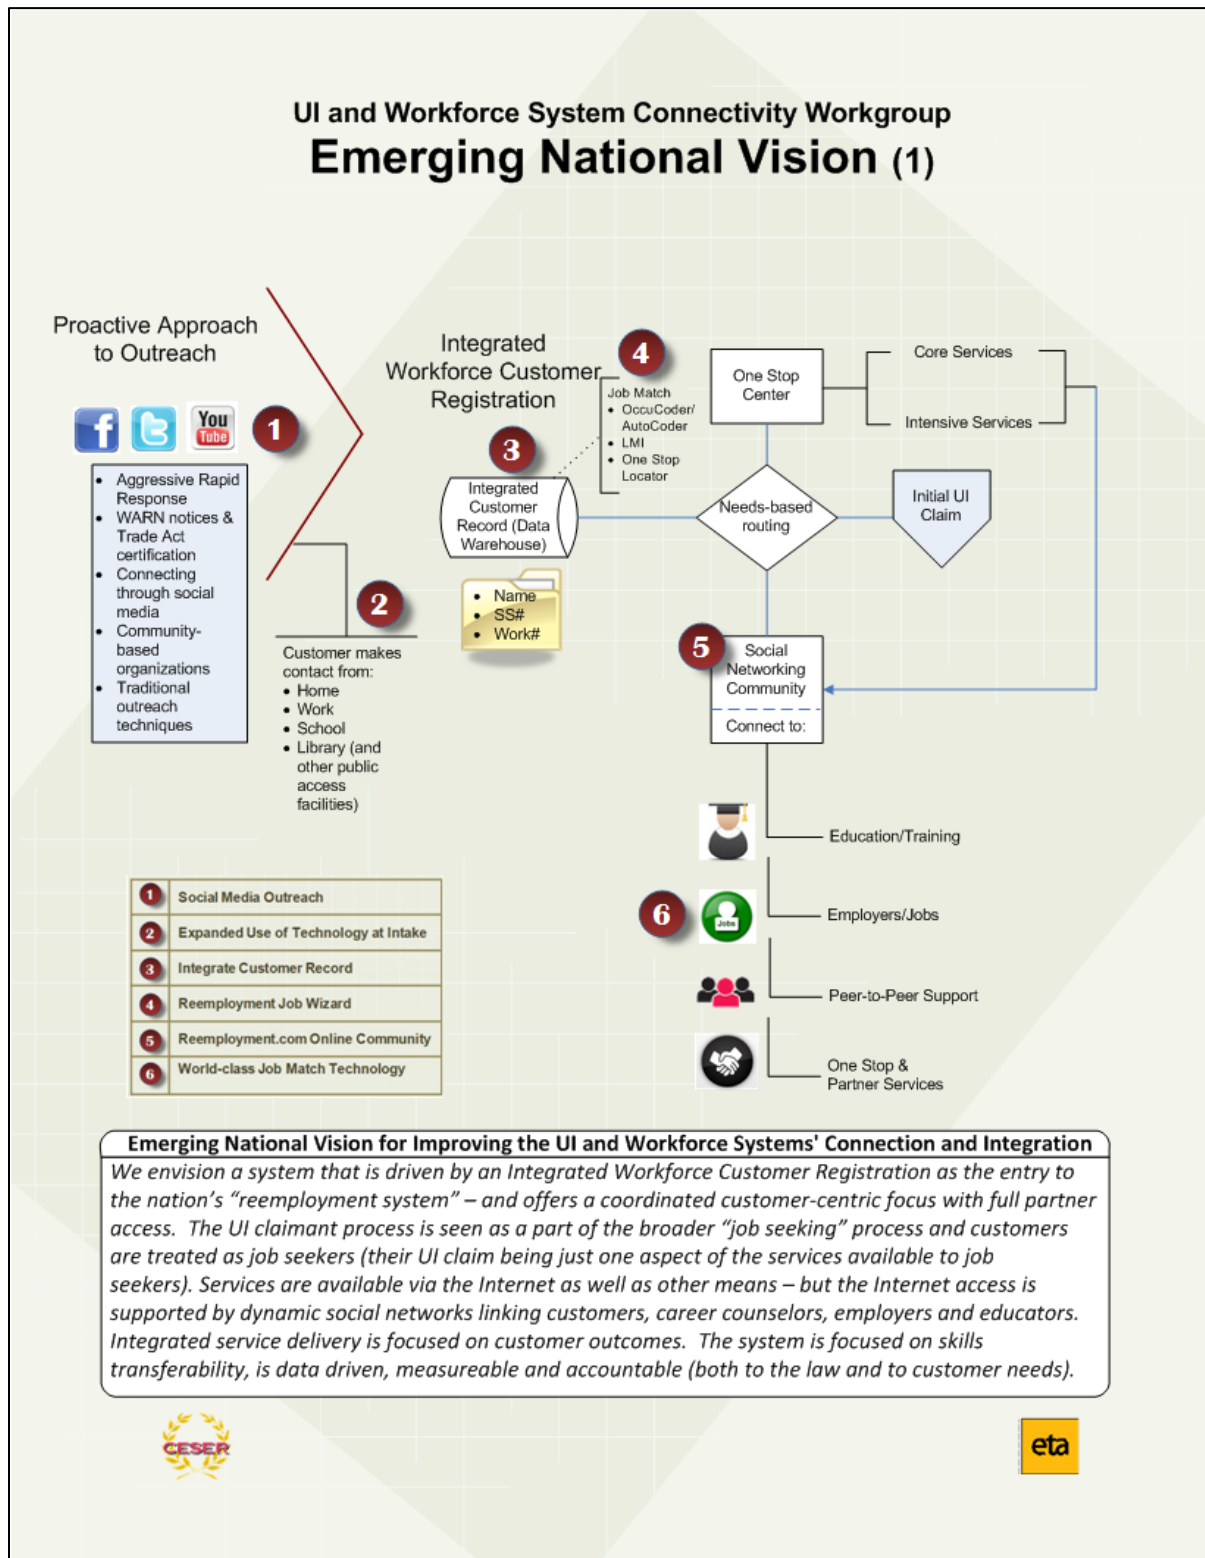 UI and Workforce System Connectivity Workgroup
Emerging National Vision (1)
Proactive Approach
to Outreach
You
Tube
1
• Aggressive Rapid
Response
• WARN notices &
Trade Act
certification
• Connecting
through social
media
• Community-
based
organizations
• Traditional
outreach
techniques
2
Customer makes
contact from:
• Home
• Work
• School
• Library (and
other public
access
facilities)
Integrated
Workforce Customer
Registration
3
Integrated
Customer
Record (Data
Warehouse)
• Name
• SS#
• Work#
4
Job Match
• OccuCoder/
AutoCoder
• LMI
• One Stop
Locator
One Stop
Center
Core Services
Intensive Services
Needs-based
routing
Initial UI
Claim
5
Social
Networking
Community
Connect to:
Education/Training
6
Jobs
Employers/Jobs
Peer-to-Peer Support
One Stop &
Partner Services
1 Social Media Outreach
2 Expanded Use of Technology at Intake
3 Integrate Customer Record
4 Reemployment Job Wizard
5 Reemployment.com Online Community
6 World-class Job Match Technology
Emerging National Vision for Improving the UI and Workforce Systems' Connection and Integration
We envision a system that is driven by an Integrated Workforce Customer Registration as the entry to
the nation's “reemployment system” – and offers a coordinated customer-centric focus with full partner
access. The UI claimant process is seen as a part of the broader “job seeking” process and customers
are treated as job seekers (their UI claim being just one aspect of the services available to job
seekers). Services are available via the Internet as well as other means – but the Internet access is
supported by dynamic social networks linking customers, career counselors, employers and educators.
Integrated service delivery is focused on customer outcomes. The system is focused on skills
transferability, is data driven, measureable and accountable (both to the law and to customer needs).
CESER
eta